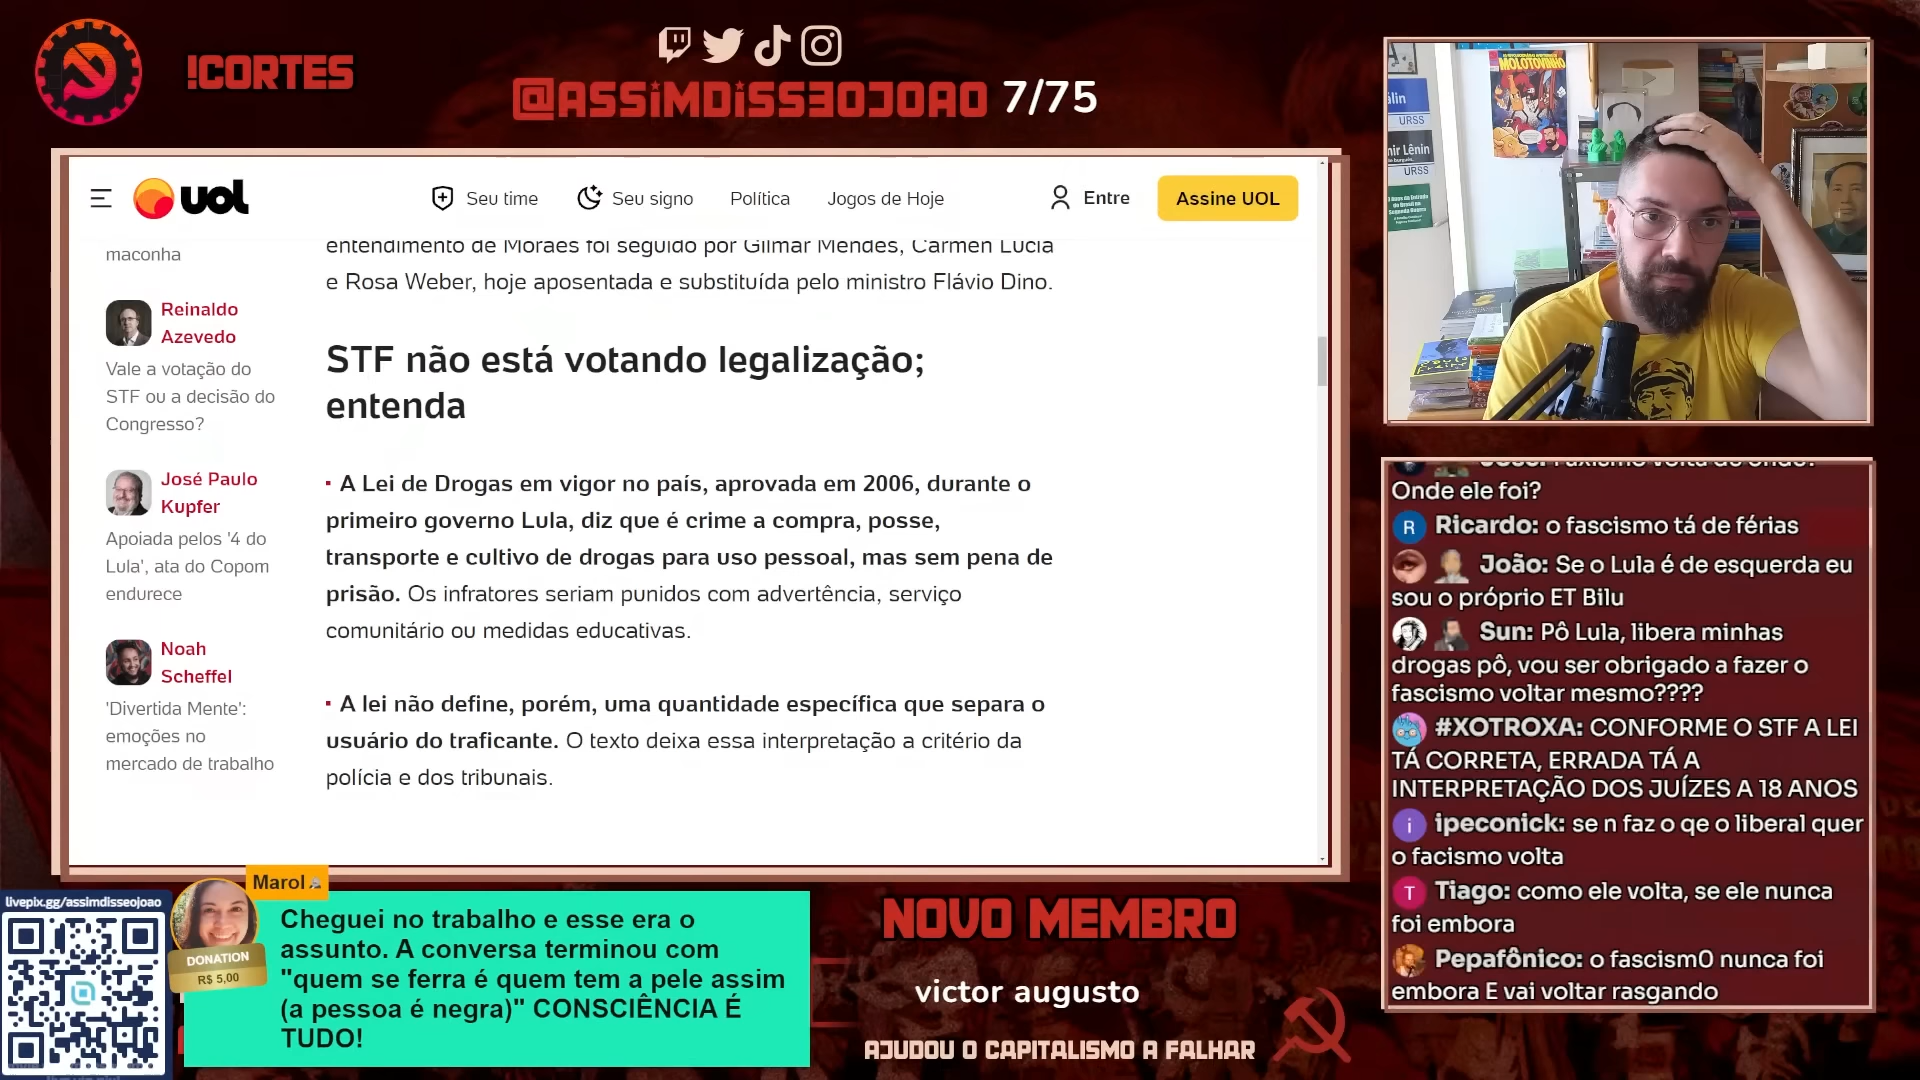 !CORTES
@ASSIMDISSEOJOAO 7/75
uol
Seu time
Seu signo
Política
Jogos de Hoje
Entre
Assine UOL
maconha
Reinaldo
Azevedo
Vale a votação do
STF ou a decisão do
Congresso?
José Paulo
Kupfer
Apoiada pelos '4 do
Lula', ata do Copom
endurece
Noah
Scheffel
'Divertida Mente':
emoções no
mercado de trabalho
entendimento de Moraes foi seguido por Gilmar Mendes, Cármen Lúcia
e Rosa Weber, hoje aposentada e substituída pelo ministro Flávio Dino.
STF não está votando legalização;
entenda
▪ A Lei de Drogas em vigor no país, aprovada em 2006, durante o
primeiro governo Lula, diz que é crime a compra, posse,
transporte e cultivo de drogas para uso pessoal, mas sem pena de
prisão. Os infratores seriam punidos com advertência, serviço
comunitário ou medidas educativas.
▪ A lei não define, porém, uma quantidade específica que separa o
usuário do traficante. O texto deixa essa interpretação a critério da
polícia e dos tribunais.
MOLOTOVINHO
URSS
URSS
Onde ele foi?
R Ricardo: o fascismo tá de férias
João: Se o Lula é de esquerda eu
sou o próprio ET Bilu
Sun: Pô Lula, libera minhas
drogas pô, vou ser obrigado a fazer o
fascismo voltar mesmo????
#XOTROXA: CONFORME O STF A LEI
TÁ CORRETA, ERRADA TÁ A
INTERPRETAÇÃO DOS JUÍZES A 18 ANOS
i ipeconick: se n faz o qe o liberal quer
o facismo volta
T Tiago: como ele volta, se ele nunca
foi embora
Pepafônico: o fascism0 nunca foi
embora E vai voltar rasgando
livepix.gg/assimdisseojoao
Marol
DONATION
R$ 5,00
Cheguei no trabalho e esse era o
assunto. A conversa terminou com
"quem se ferra é quem tem a pele assim
(a pessoa é negra)" CONSCIÊNCIA É
TUDO!
NOVO MEMBRO
victor augusto
AJUDOU O CAPITALISMO A FALHAR